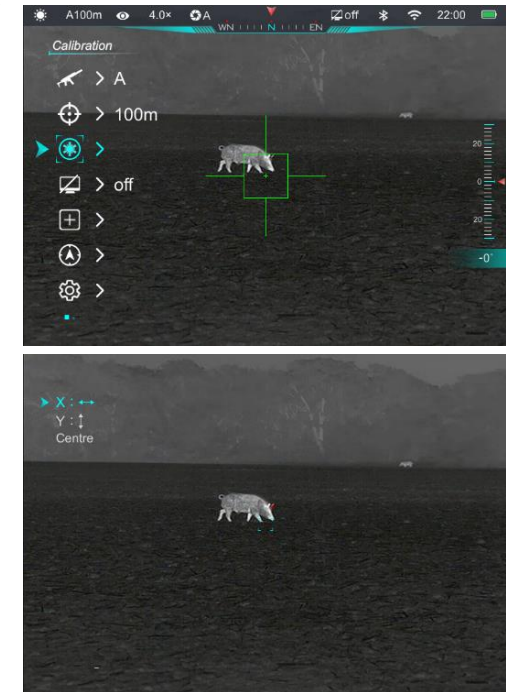 A100m 4.0× A off 22:00
WN N EN
Calibration
A
100m
20
0
off
20
-0°
X :
Y :
Centre